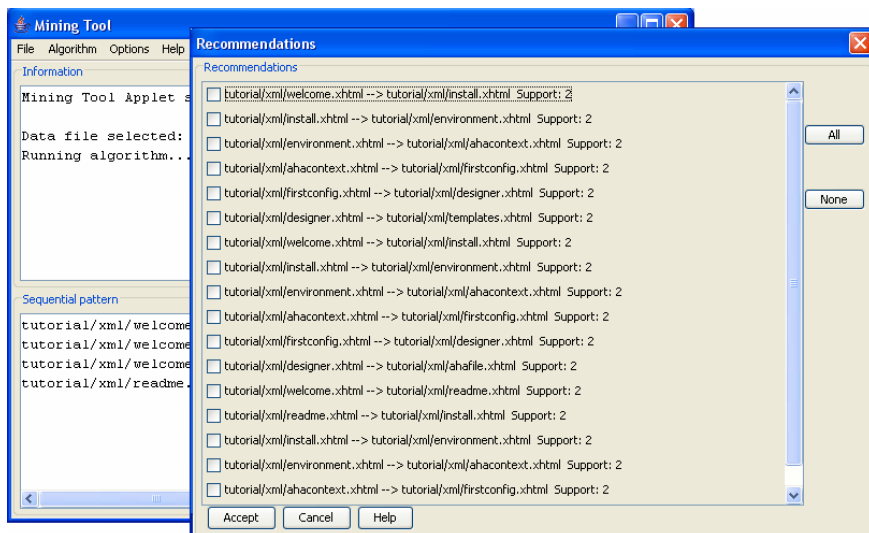 Mining Tool
File Algorithm Options Help
Information
Mining Tool Applet s
Data file selected:
Running algorithm...
Sequential pattern
tutorial/xml/welcome
tutorial/xml/welcome
tutorial/xml/welcome
tutorial/xml/readme.
Recommendations
Recommendations
tutorial/xml/welcome.xhtml --> tutorial/xml/install.xhtml Support: 2
tutorial/xml/install.xhtml --> tutorial/xml/environment.xhtml Support: 2
tutorial/xml/environment.xhtml --> tutorial/xml/ahacontext.xhtml Support: 2
tutorial/xml/ahacontext.xhtml --> tutorial/xml/firstconfig.xhtml Support: 2
tutorial/xml/firstconfig.xhtml --> tutorial/xml/designer.xhtml Support: 2
tutorial/xml/designer.xhtml --> tutorial/xml/templates.xhtml Support: 2
tutorial/xml/welcome.xhtml --> tutorial/xml/install.xhtml Support: 2
tutorial/xml/install.xhtml --> tutorial/xml/environment.xhtml Support: 2
tutorial/xml/environment.xhtml --> tutorial/xml/ahacontext.xhtml Support: 2
tutorial/xml/ahacontext.xhtml --> tutorial/xml/firstconfig.xhtml Support: 2
tutorial/xml/firstconfig.xhtml --> tutorial/xml/designer.xhtml Support: 2
tutorial/xml/designer.xhtml --> tutorial/xml/ahafile.xhtml Support: 2
tutorial/xml/welcome.xhtml --> tutorial/xml/readme.xhtml Support: 2
tutorial/xml/readme.xhtml --> tutorial/xml/install.xhtml Support: 2
tutorial/xml/install.xhtml --> tutorial/xml/environment.xhtml Support: 2
tutorial/xml/environment.xhtml --> tutorial/xml/ahacontext.xhtml Support: 2
tutorial/xml/ahacontext.xhtml --> tutorial/xml/firstconfig.xhtml Support: 2
All
None
Accept Cancel Help